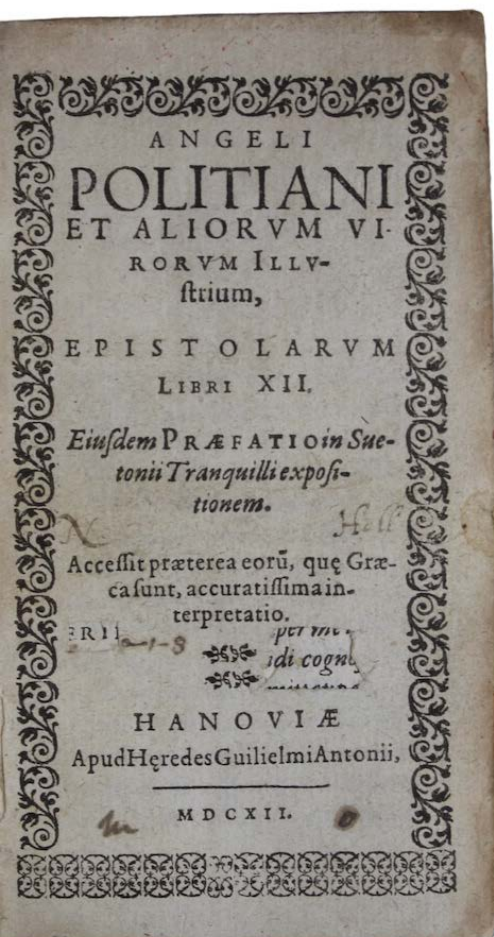 ANGELI
POLITIANI
ET ALIORVM VI-
RORVM ILLV-
ſtrium,
EPISTOLARVM
LIBRI XII.
Eiuſdem PRÆFATIO in Sue-
tonii Tranquilli expoſi-
tionem.
Acceſſit præterea eorū, quę Græ-
ca ſunt, accuratiſſima in-
terpretatio.
HANOVIÆ
Apud Hęredes Guilielmi Antonii,
MDCXII.